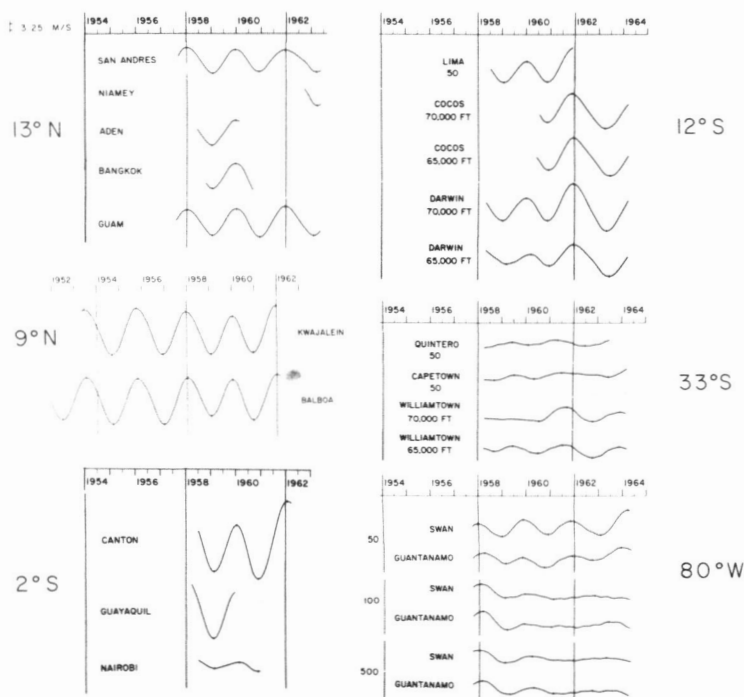 1954 1956 1958 1960 1962
3.25 M/S
SAN ANDRES
NIAMEY
13°N
ADEN
BANGKOK
GUAM
1952 1954 1956 1958 1960 1962
9°N
KWAJALEIN
BALBOA
1954 1956 1958 1960 1962
CANTON
2°S
GUAYAQUIL
NAIROBI
1954 1956 1958 1960 1962 1964
LIMA
50
COCOS
70,000 FT
12°S
COCOS
65,000 FT
DARWIN
70,000 FT
DARWIN
65,000 FT
1954 1956 1958 1960 1962 1964
QUINTERO
50
CAPETOWN
50
33°S
WILLIAMTOWN
70,000 FT
WILLIAMTOWN
65,000 FT
1954 1956 1958 1960 1962 1964
50
SWAN
GUANTANAMO
80°W
100
SWAN
GUANTANAMO
500
SWAN
GUANTANAMO